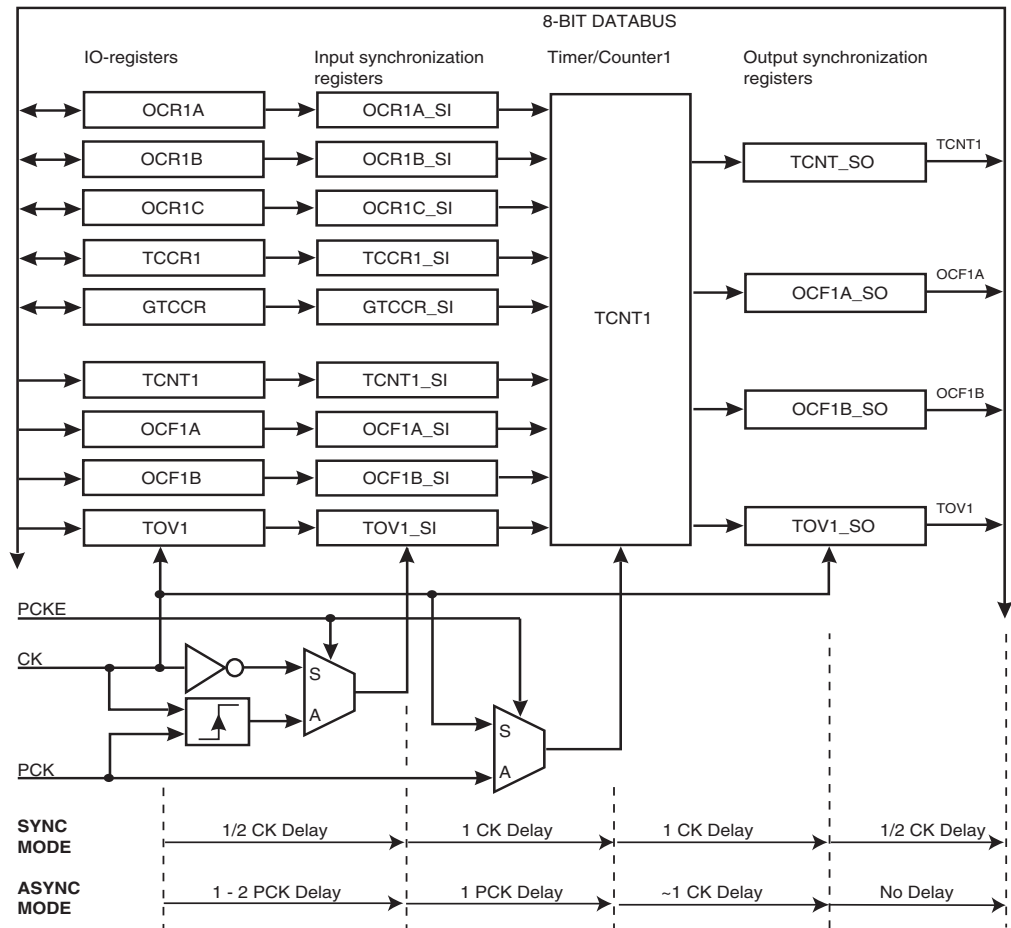 8-BIT DATABUS
IO-registers
Input synchronization
registers
Timer/Counter1
Output synchronization
registers
OCR1A
OCR1A_SI
OCR1B
OCR1B_SI
TCNT_SO
TCNT1
OCR1C
OCR1C_SI
TCCR1
TCCR1_SI
GTCCR
GTCCR_SI
OCF1A_SO
OCF1A
TCNT1
TCNT1
TCNT1_SI
OCF1A
OCF1A_SI
OCF1B_SO
OCF1B
OCF1B
OCF1B_SI
TOV1
TOV1_SI
TOV1_SO
TOV1
PCKE
CK
S
A
S
A
PCK
SYNC
MODE
1/2 CK Delay
1 CK Delay
1 CK Delay
1/2 CK Delay
ASYNC
MODE
1 - 2 PCK Delay
1 PCK Delay
~1 CK Delay
No Delay